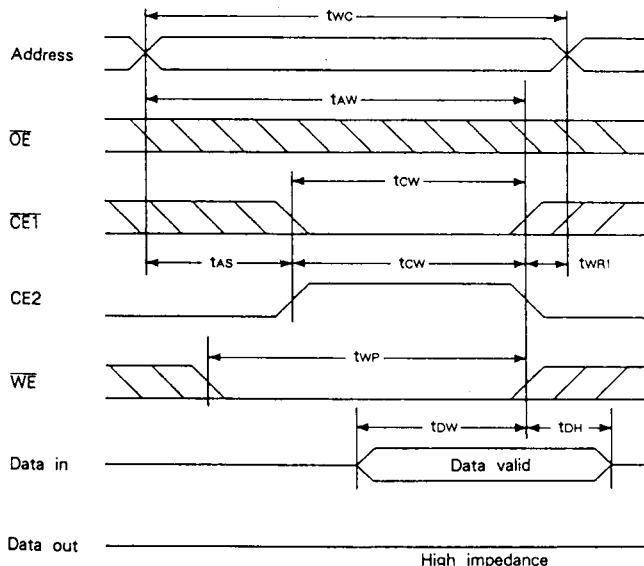 twc
Address
tAW
OE
tcw
CE1
tAS
tcw
tWR1
CE2
tWP
WE
tDW
tDH
Data in
Data valid
Data out
High impedance